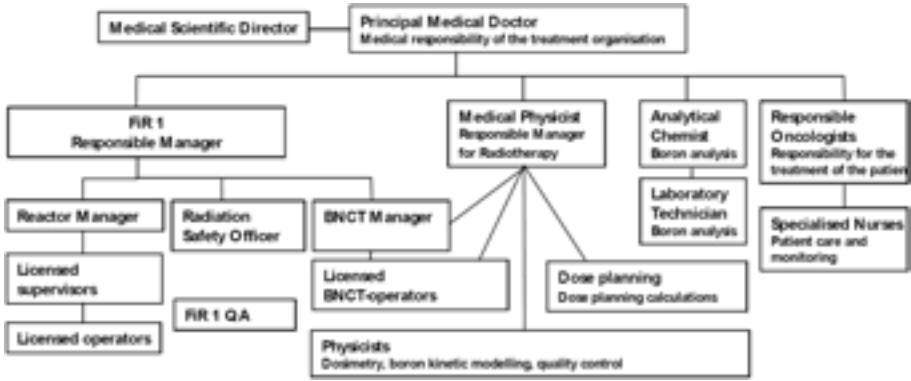 Medical Scientific Director
Principal Medical Doctor
Medical responsibility of the treatment organisation
FiR 1
Responsible Manager
Medical Physicist
Responsible Manager
for Radiotherapy
Analytical
Chemist
Boron analysis
Responsible
Oncologists
Responsibility for the
treatment of the patien
Reactor Manager
Radiation
Safety Officer
BNCT Manager
Laboratory
Technician
Boron analysis
Specialised Nurses
Patient care and
monitoring
Licensed
supervisors
Licensed
BNCT-operators
Dose planning
Dose planning calculations
FiR 1 QA
Licensed operators
Physicists
Dosimetry, boron kinetic modelling, quality control